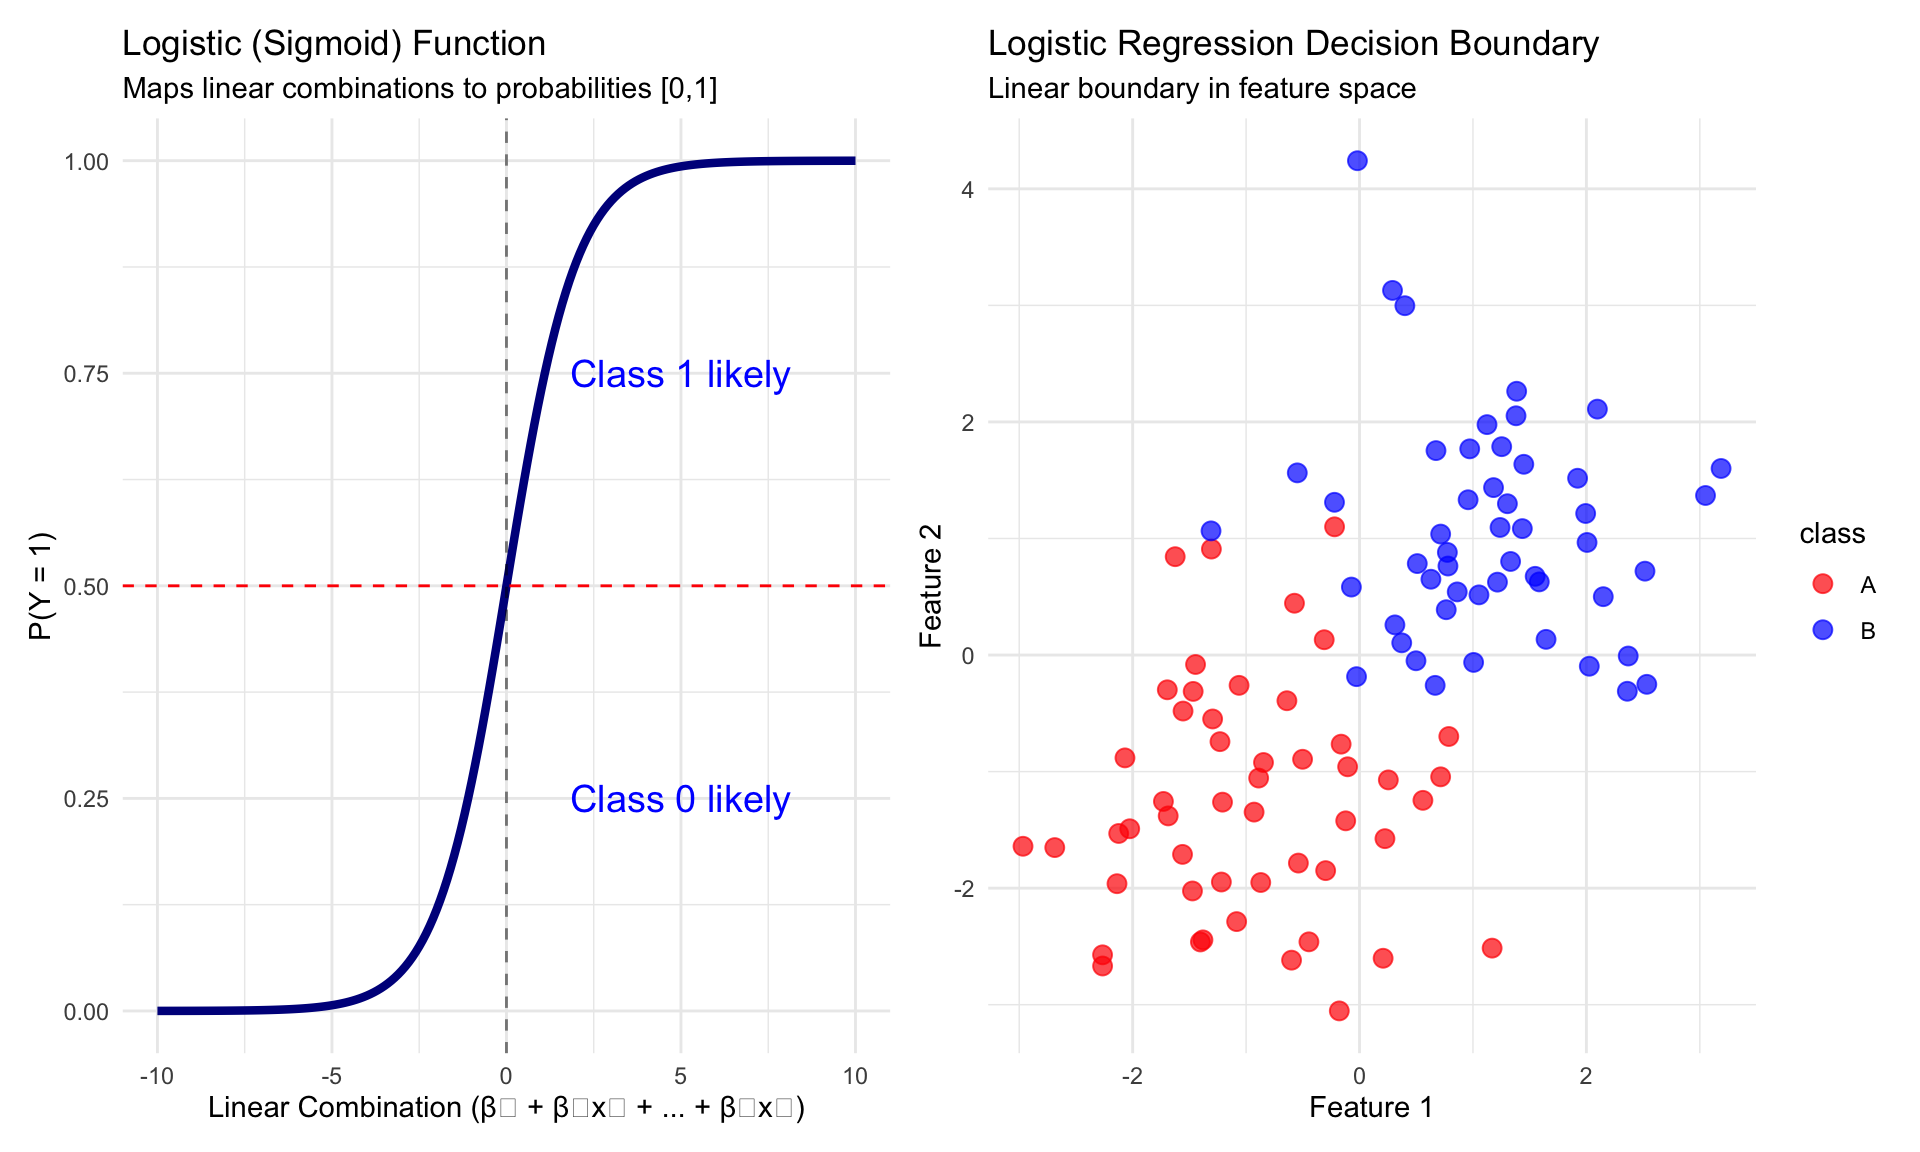 Logistic (Sigmoid) Function
Maps linear combinations to probabilities [0,1]
1.00
0.75
0.50
0.25
0.00
P(Y = 1)
Class 1 likely
Class 0 likely
-10 -5 0 5 10
Linear Combination (β□ + β□x□ + ... + β□x□)
Logistic Regression Decision Boundary
Linear boundary in feature space
4
2
0
-2
Feature 2
-2 0 2
Feature 1
class
A
B